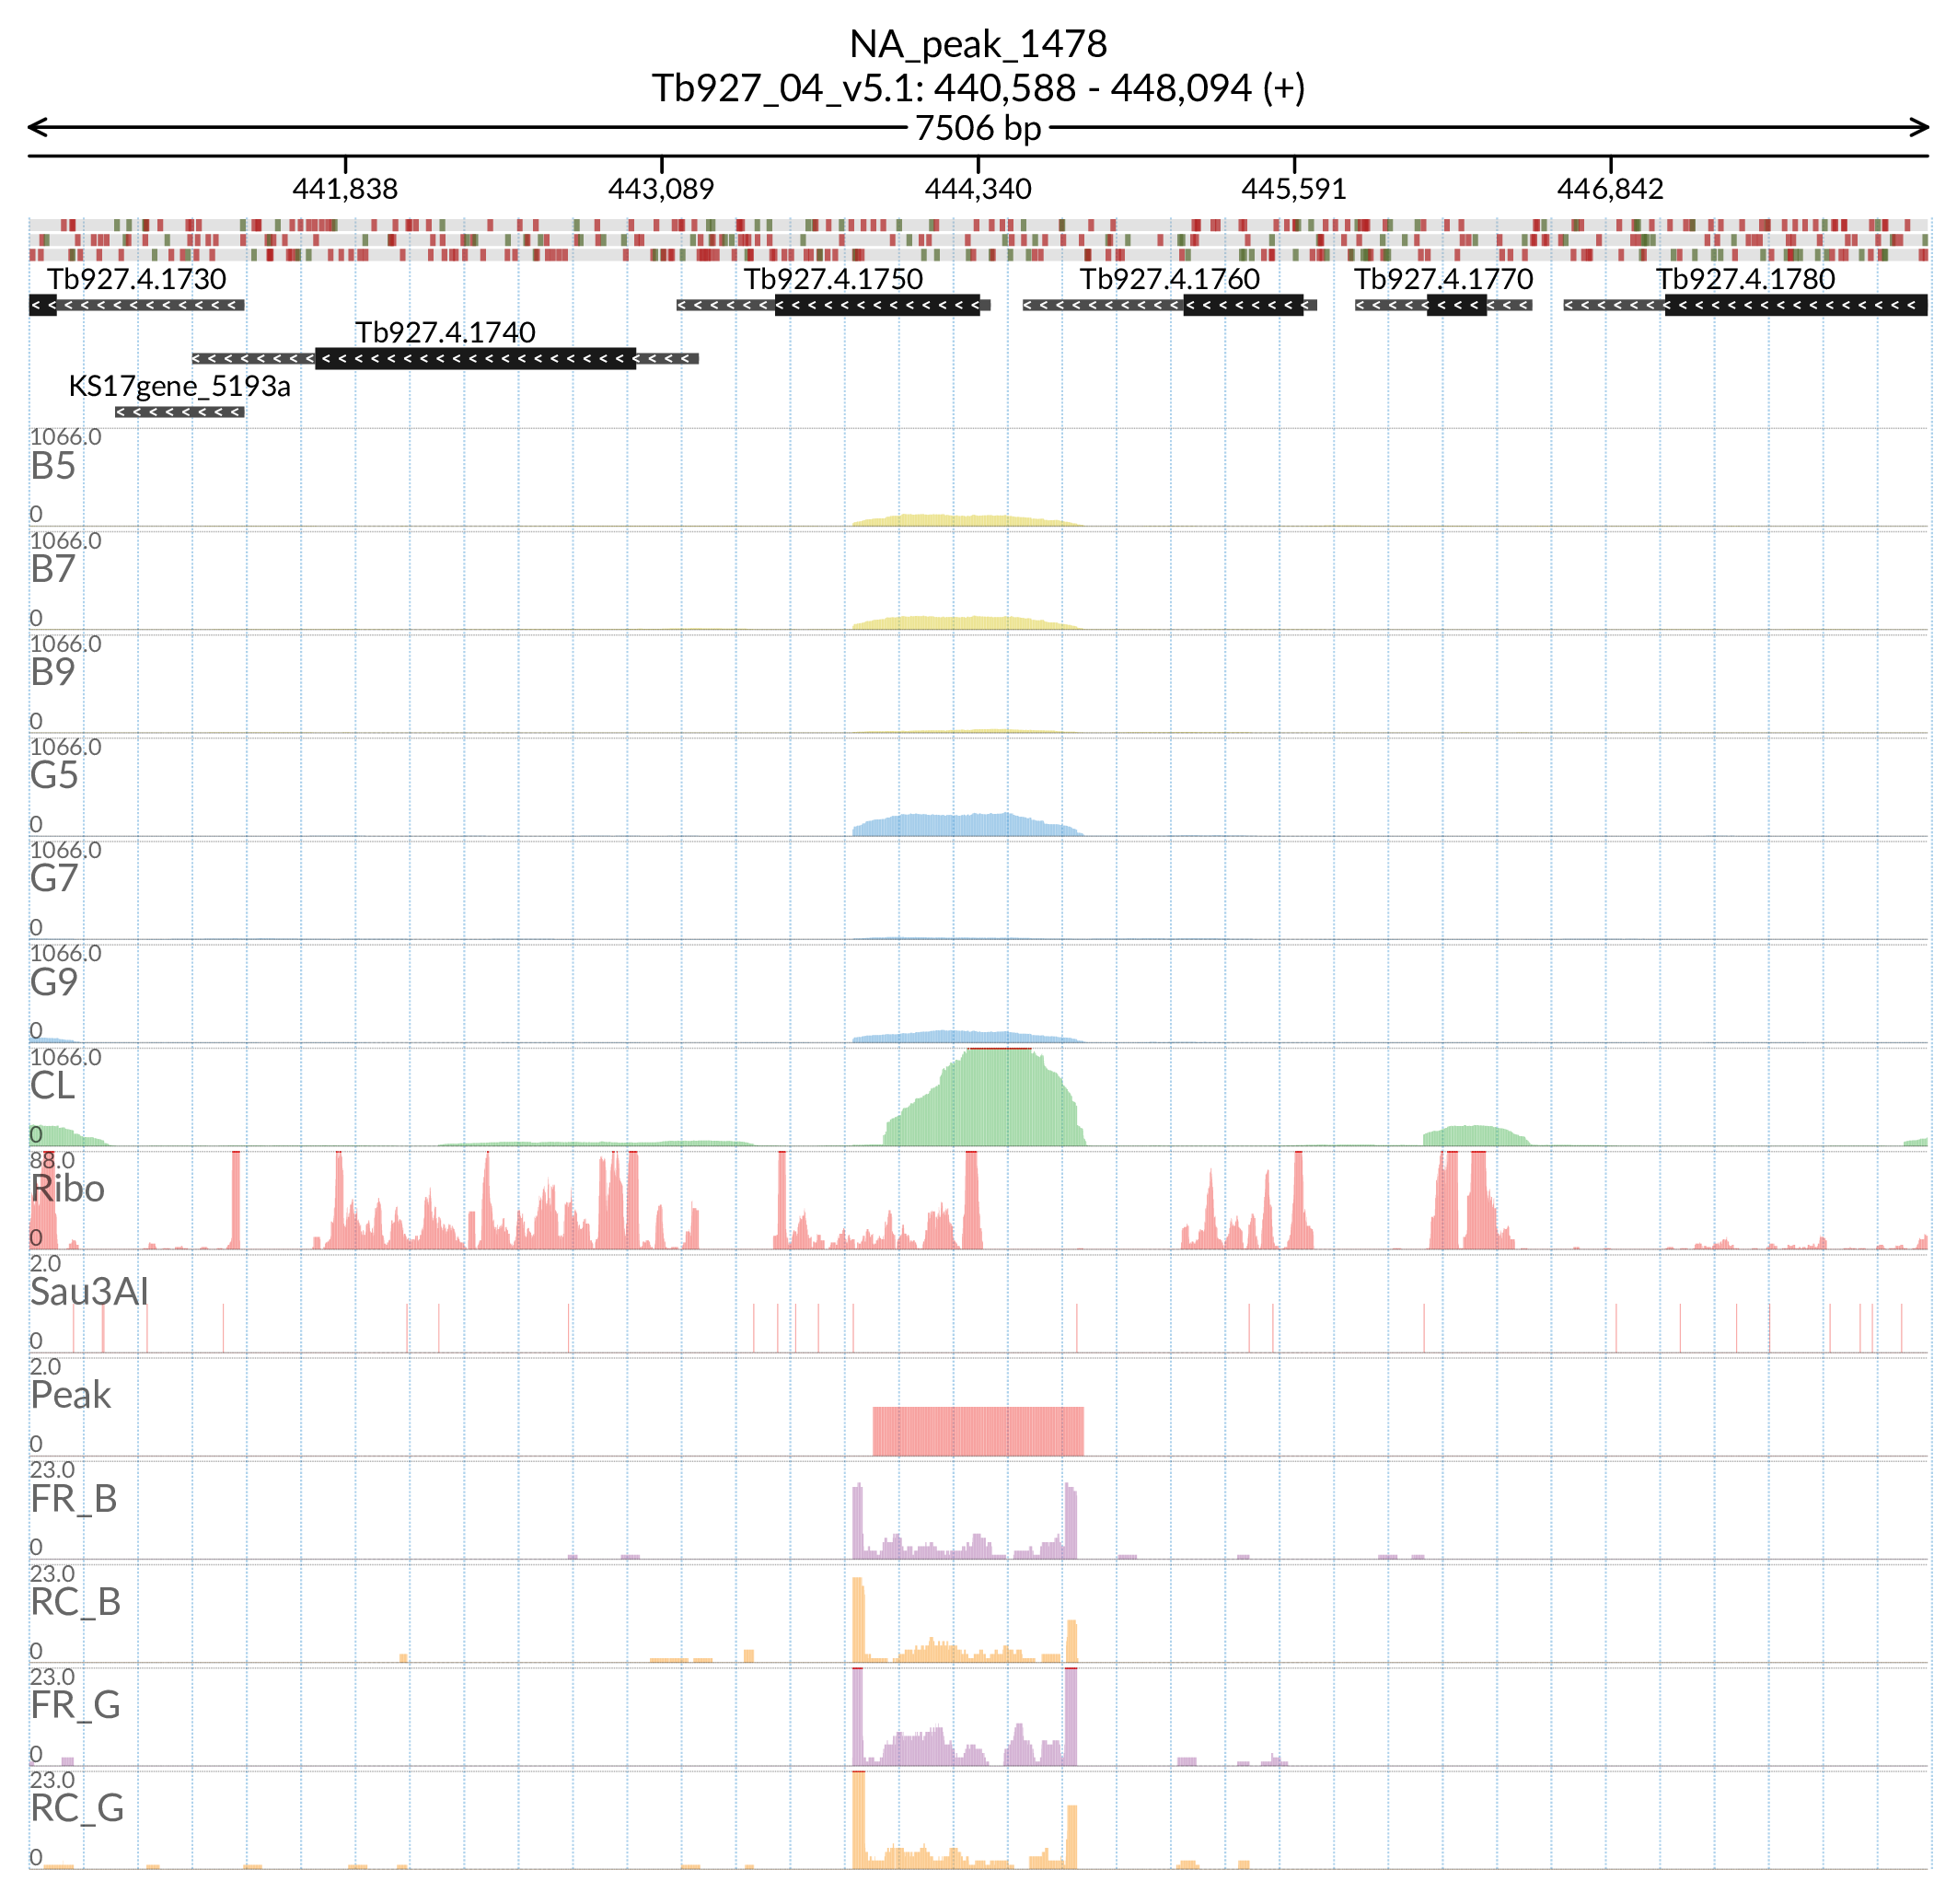 NA_peak_1478
Tb927_04_v5.1: 440,588 - 448,094 (+)
7506 bp
441,838 443,089 444,340 445,591 446,842
Tb927.4.1730 Tb927.4.1750 Tb927.4.1760 Tb927.4.1770 Tb927.4.1780
Tb927.4.1740
KS17gene_5193a
1066.0
B5
0
1066.0
B7
0
1066.0
B9
0
1066.0
G5
0
1066.0
G7
0
1066.0
G9
0
1066.0
CL
0
88.0
Ribo
0
2.0
Sau3AI
0
2.0
Peak
0
23.0
FR_B
0
23.0
RC_B
0
23.0
FR_G
0
23.0
RC_G
0